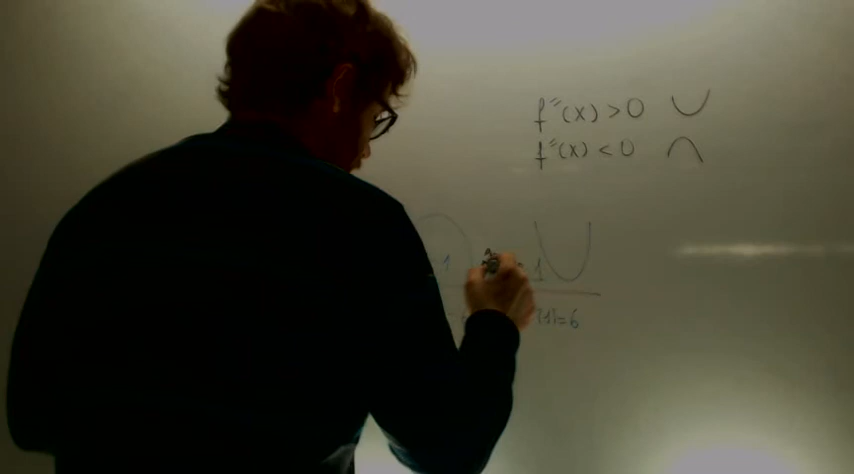 f''(x) > 0
f''(x) < 0
1
1
(1)=6